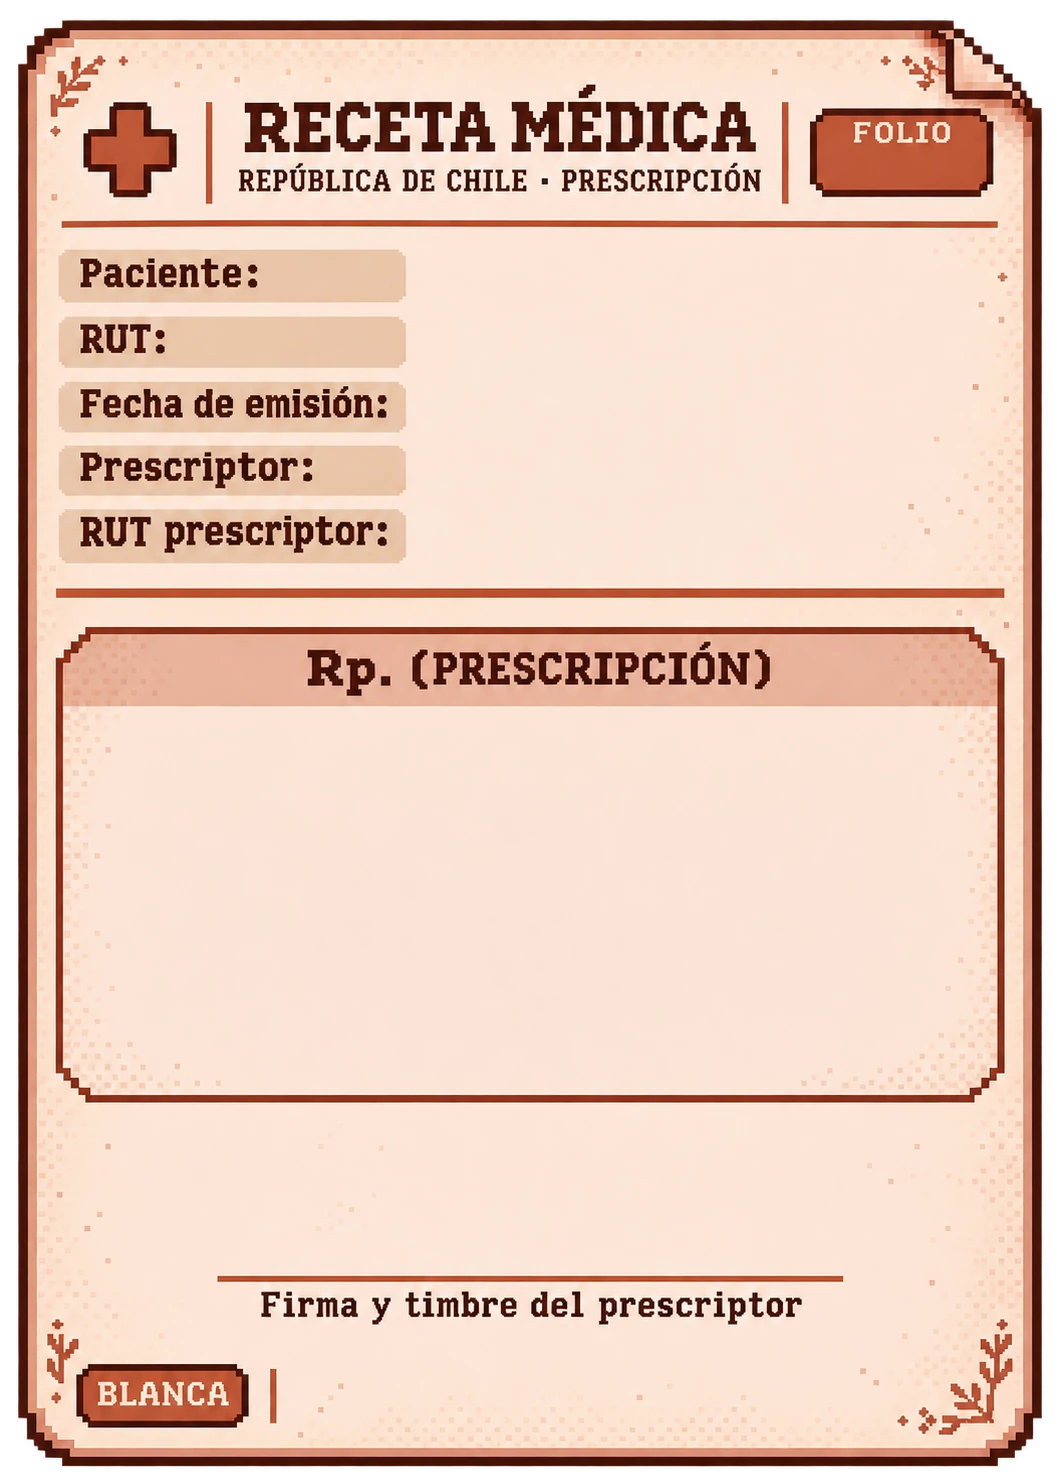 RECETA MÉDICA
REPÚBLICA DE CHILE · PRESCRIPCIÓN
FOLIO
Paciente:
RUT:
Fecha de emisión:
Prescriptor:
RUT prescriptor:
Rp. (PRESCRIPCIÓN)
Firma y timbre del prescriptor
BLANCA